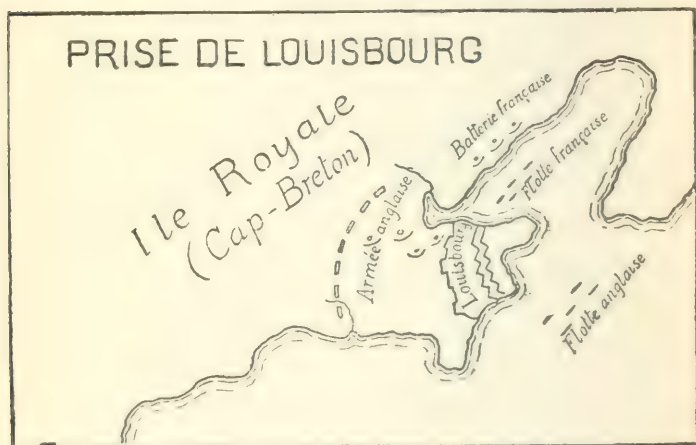 PRISE DE LOUISBOURG
Ile Royale
(Cap-Breton)
Batterie française
Flotte française
Armée anglaise
Louisbourg
Flotte anglaise